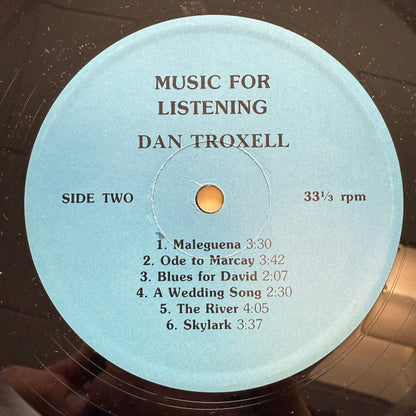 MUSIC FOR
LISTENING
DAN TROXELL
SIDE TWO 33⅓ rpm
1. Maleguena 3:30
2. Ode to Marcay 3:42
3. Blues for David 2:07
4. A Wedding Song 2:30
5. The River 4:05
6. Skylark 3:37